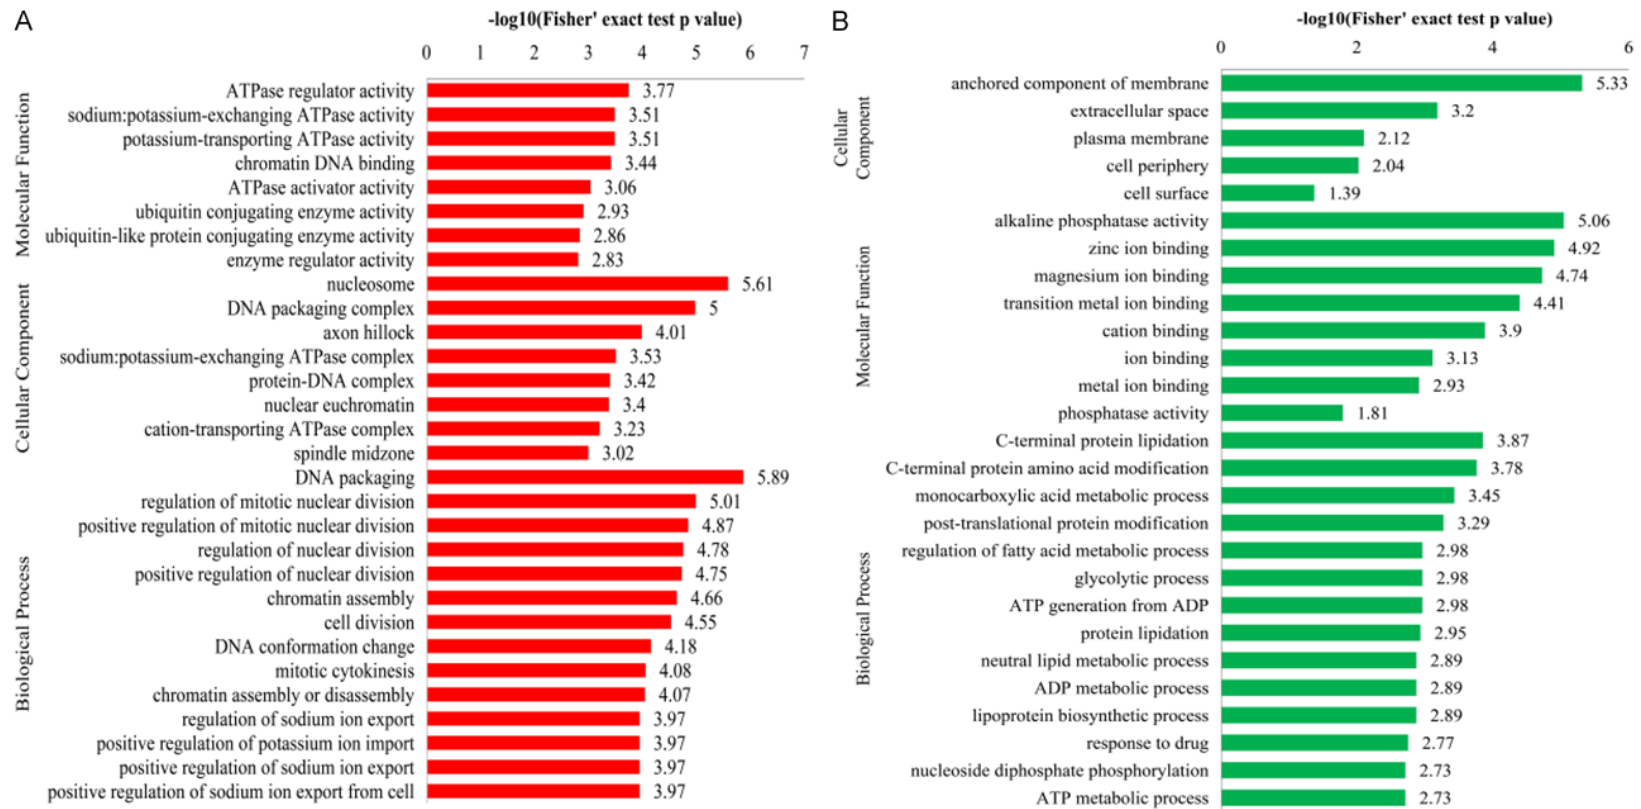 A
-log10(Fisher' exact test p value)
0 1 2 3 4 5 6 7
Molecular Function
ATPase regulator activity 3.77
sodium:potassium-exchanging ATPase activity 3.51
potassium-transporting ATPase activity 3.51
chromatin DNA binding 3.44
ATPase activator activity 3.06
ubiquitin conjugating enzyme activity 2.93
ubiquitin-like protein conjugating enzyme activity 2.86
enzyme regulator activity 2.83
Cellular Component
nucleosome 5.61
DNA packaging complex 5
axon hillock 4.01
sodium:potassium-exchanging ATPase complex 3.53
protein-DNA complex 3.42
nuclear euchromatin 3.4
cation-transporting ATPase complex 3.23
spindle midzone 3.02
Biological Process
DNA packaging 5.89
regulation of mitotic nuclear division 5.01
positive regulation of mitotic nuclear division 4.87
regulation of nuclear division 4.78
positive regulation of nuclear division 4.75
chromatin assembly 4.66
cell division 4.55
DNA conformation change 4.18
mitotic cytokinesis 4.08
chromatin assembly or disassembly 4.07
regulation of sodium ion export 3.97
positive regulation of potassium ion import 3.97
positive regulation of sodium ion export 3.97
positive regulation of sodium ion export from cell 3.97
B
-log10(Fisher' exact test p value)
0 2 4 6
Cellular
Component
anchored component of membrane 5.33
extracellular space 3.2
plasma membrane 2.12
cell periphery 2.04
cell surface 1.39
Molecular Function
alkaline phosphatase activity 5.06
zinc ion binding 4.92
magnesium ion binding 4.74
transition metal ion binding 4.41
cation binding 3.9
ion binding 3.13
metal ion binding 2.93
phosphatase activity 1.81
Biological Process
C-terminal protein lipidation 3.87
C-terminal protein amino acid modification 3.78
monocarboxylic acid metabolic process 3.45
post-translational protein modification 3.29
regulation of fatty acid metabolic process 2.98
glycolytic process 2.98
ATP generation from ADP 2.98
protein lipidation 2.95
neutral lipid metabolic process 2.89
ADP metabolic process 2.89
lipoprotein biosynthetic process 2.89
response to drug 2.77
nucleoside diphosphate phosphorylation 2.73
ATP metabolic process 2.73